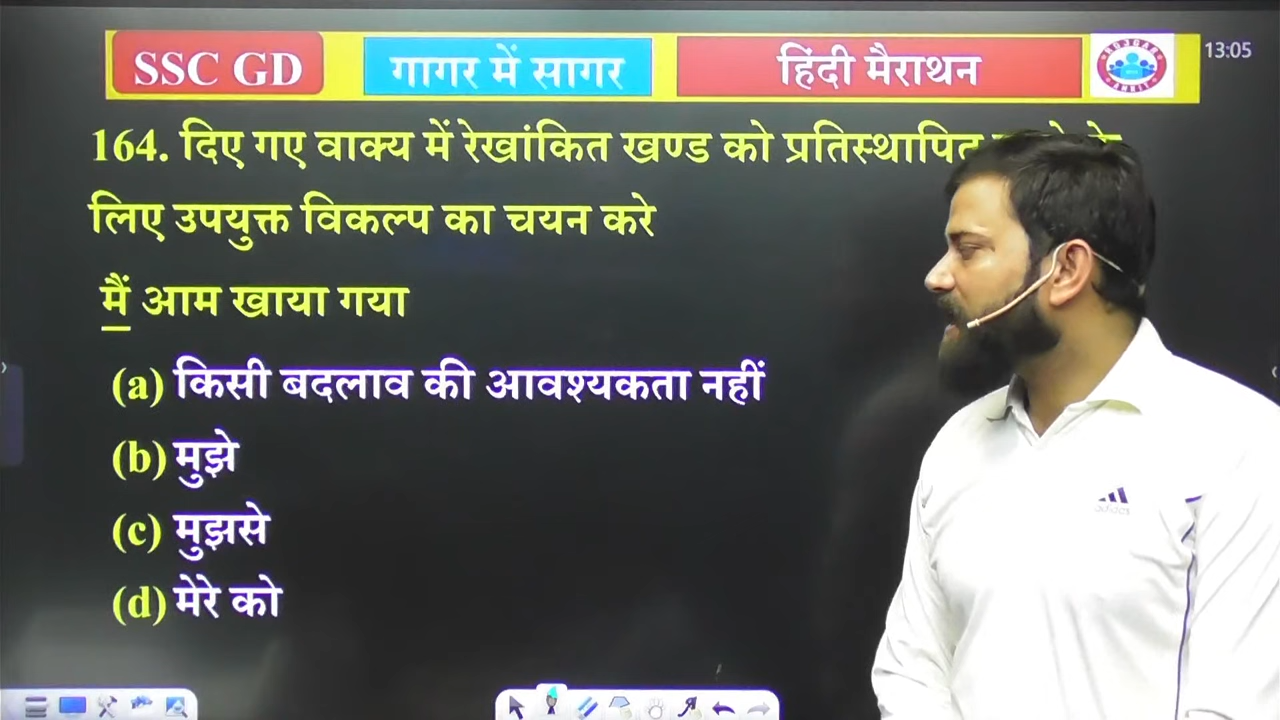 SSC GD
गागर में सागर
हिंदी मैराथन
13:05
164. दिए गए वाक्य में रेखांकित खण्ड को प्रतिस्थापित
लिए उपयुक्त विकल्प का चयन करे
मैं आम खाया गया
(a) किसी बदलाव की आवश्यकता नहीं
(b) मुझे
(c) मुझसे
(d) मेरे को
adidas